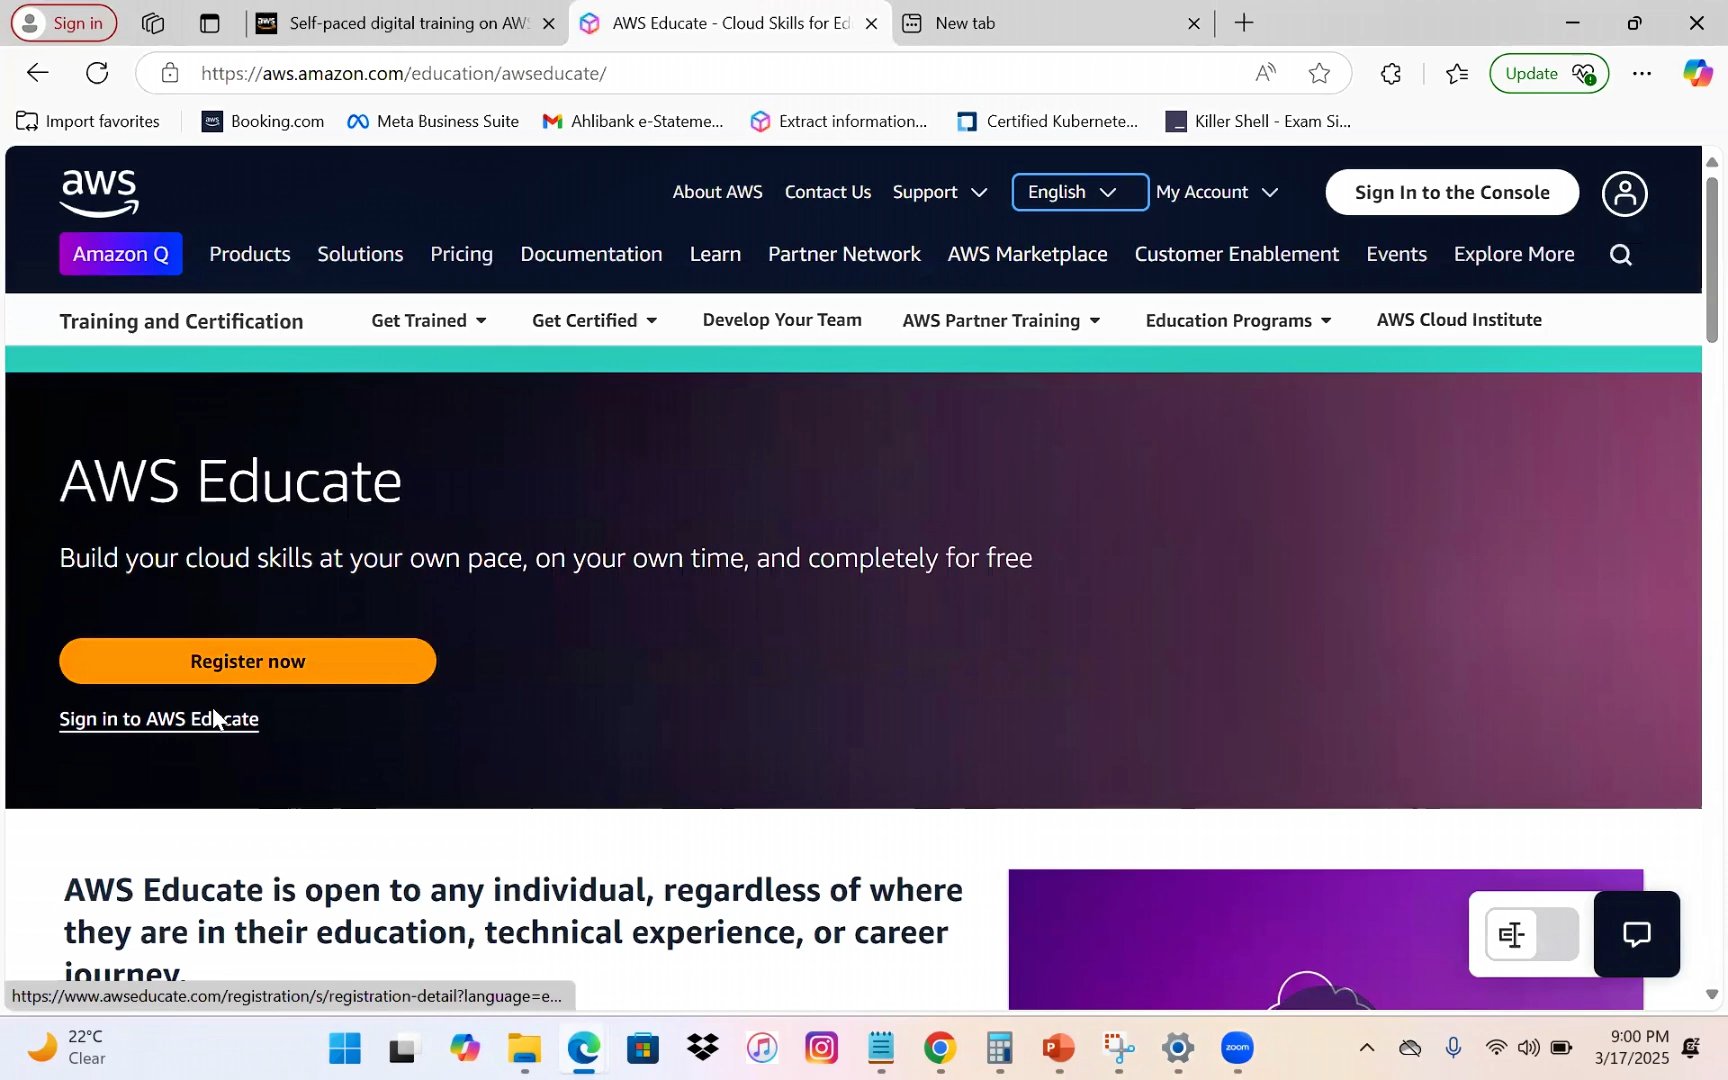 Sign in
Self-paced digital training on AWS
AWS Educate - Cloud Skills for Ed
New tab
https://aws.amazon.com/education/awseducate/
Update
Import favorites
Booking.com
Meta Business Suite
Ahlibank e-Stateme...
Extract information...
Certified Kubernete...
Killer Shell - Exam Si...
aws
About AWS
Contact Us
Support
English
My Account
Sign In to the Console
Amazon Q
Products
Solutions
Pricing
Documentation
Learn
Partner Network
AWS Marketplace
Customer Enablement
Events
Explore More
Training and Certification
Get Trained
Get Certified
Develop Your Team
AWS Partner Training
Education Programs
AWS Cloud Institute
AWS Educate
Build your cloud skills at your own pace, on your own time, and completely for free
Register now
Sign in to AWS Educate
AWS Educate is open to any individual, regardless of where
they are in their education, technical experience, or career
journey.
https://www.awseducate.com/registration/s/registration-detail?language=e...
22°C
Clear
zoom
9:00 PM
3/17/2025